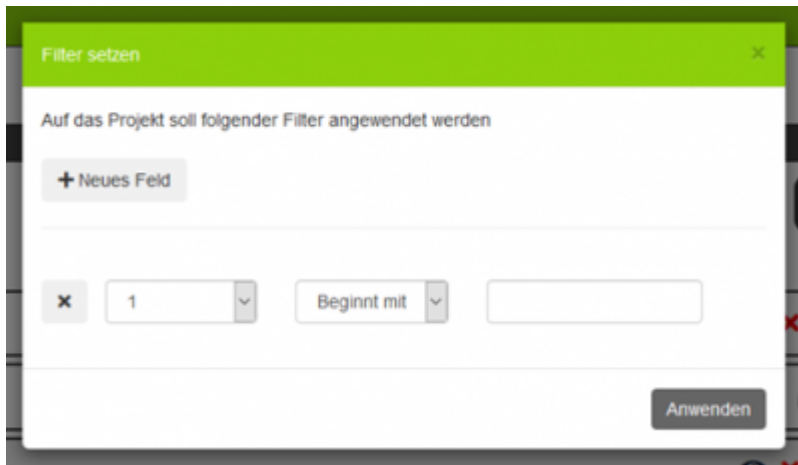 Filter setzen ×
Auf das Projekt soll folgender Filter angewendet werden
+ Neues Feld
× 1 Beginnt mit
Anwenden